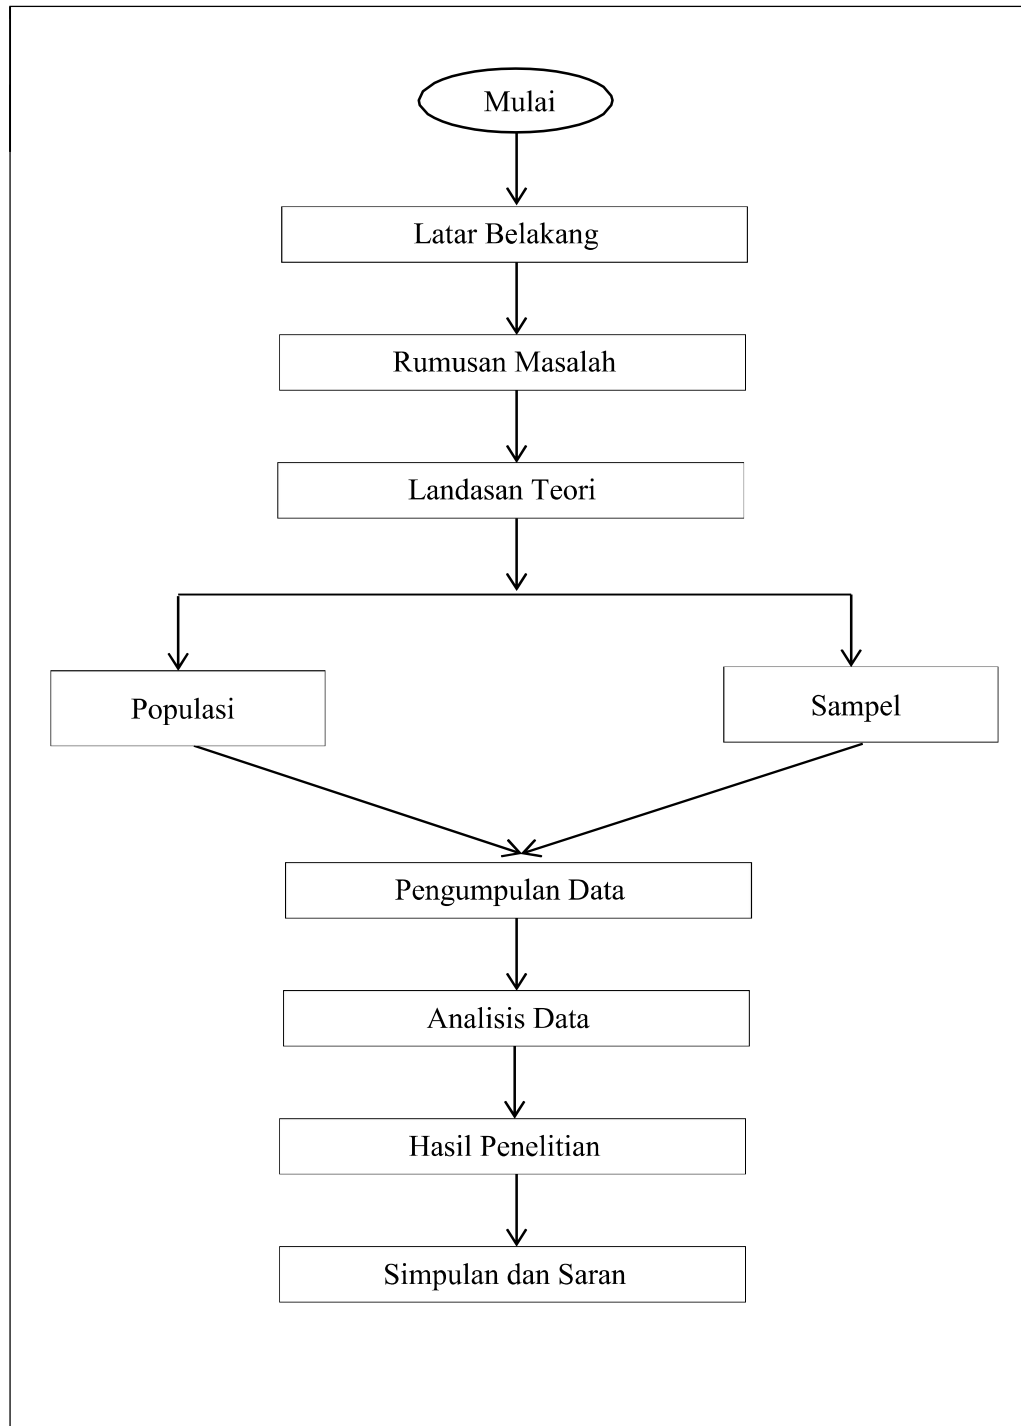 Mulai
Latar Belakang
Rumusan Masalah
Landasan Teori
Populasi
Sampel
Pengumpulan Data
Analisis Data
Hasil Penelitian
Simpulan dan Saran